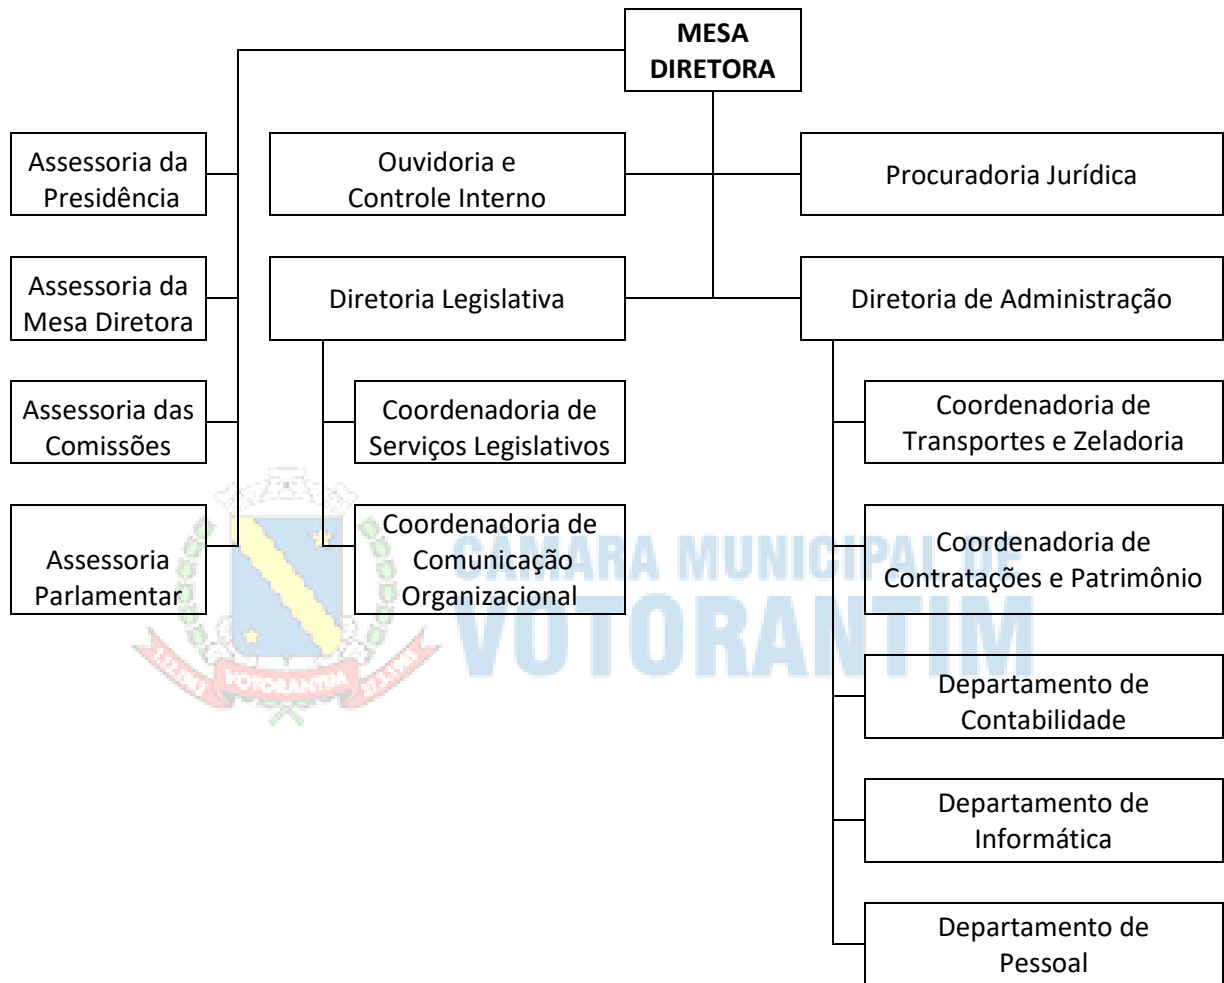 MESA
DIRETORA
Assessoria da
Presidência
Ouvidoria e
Controle Interno
Procuradoria Jurídica
Assessoria da
Mesa Diretora
Diretoria Legislativa
Diretoria de Administração
Assessoria das
Comissões
Coordenadoria de
Serviços Legislativos
Coordenadoria de
Transportes e Zeladoria
Assessoria
Parlamentar
Coordenadoria de
Comunicação
Organizacional
Coordenadoria de
Contratações e Patrimônio
CÂMARA MUNICIPAL DE
VOTORANTIM
VOTORANTIM
Departamento de
Contabilidade
Departamento de
Informática
Departamento de
Pessoal